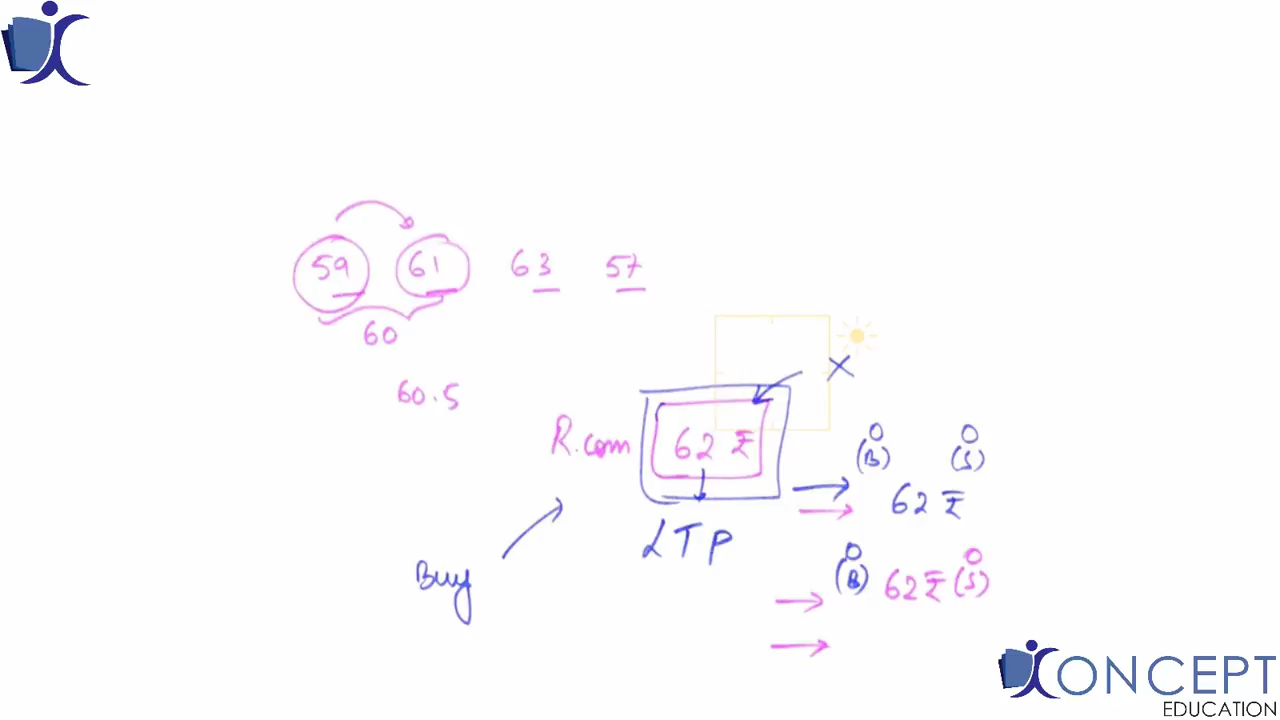 59 61 63 57
60
60.5
X
R.com 62 ₹
(B) (S)
62 ₹
LTP
Buy
(B) 62 ₹ (S)
CONCEPT
EDUCATION